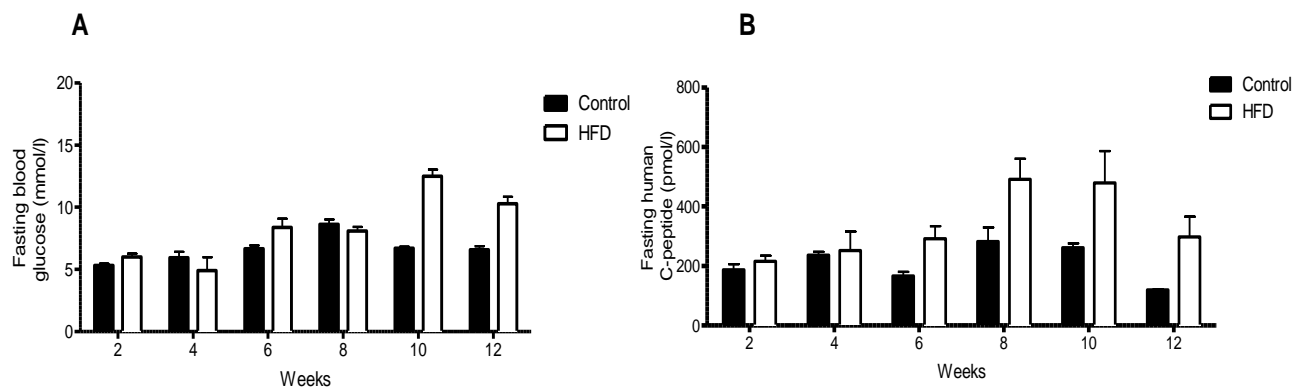 A
Fasting blood
glucose (mmol/l)
20
15
10
5
0
2 4 6 8 10 12
Weeks
Control
HFD
B
Fasting human
C-peptide (pmol/l)
800
600
400
200
0
2 4 6 8 10 12
Weeks
Control
HFD